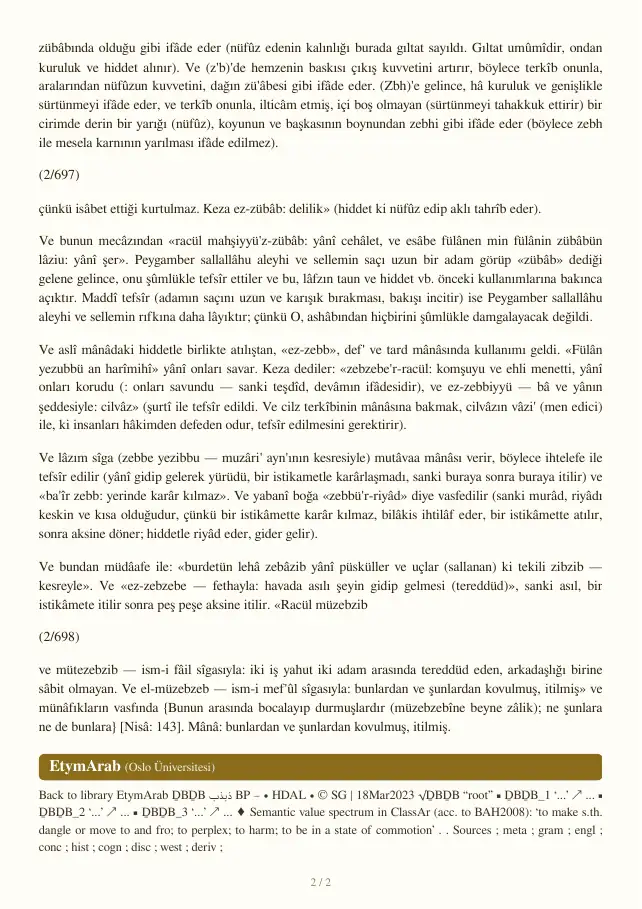 zübâbında olduğu gibi ifâde eder (nüfûz edenin kalınlığı burada gıltat sayıldı. Gıltat umûmîdir, ondan
kuruluk ve hiddet alınır). Ve (z'b)'de hemzenin baskısı çıkış kuvvetini artırır, böylece terkîb onunla,
aralarından nüfûzun kuvvetini, dağın zü'âbesi gibi ifâde eder. (Zbh)'e gelince, hâ kuruluk ve genişlikle
sürtünmeyi ifâde eder, ve terkîb onunla, ilticâm etmiş, içi boş olmayan (sürtünmeyi tahakkuk ettirir) bir
cirimde derin bir yarığı (nüfûz), koyunun ve başkasının boynundan zebhi gibi ifâde eder (böylece zebh
ile mesela karnının yarılması ifâde edilmez).
(2/697)
çünkü isâbet ettiği kurtulmaz. Keza ez-zübâb: delilik» (hiddet ki nüfûz edip aklı tahrîb eder).
Ve bunun mecâzından «racül mahşiyyü'z-zübâb: yânî cehâlet, ve esâbe fülânen min fülânin zübâbün
lâziu: yânî şer». Peygamber sallallâhu aleyhi ve sellemin saçı uzun bir adam görüp «zübâb» dediği
gelene gelince, onu şûmlükle tefsîr ettiler ve bu, lâfzın taun ve hiddet vb. önceki kullanımlarına bakınca
açıktır. Maddî tefsîr (adamın saçını uzun ve karışık bırakması, bakışı incitir) ise Peygamber sallallâhu
aleyhi ve sellemin rıfkına daha lâyıktır; çünkü O, ashâbından hiçbirini şûmlükle damgalayacak değildi.
Ve aslî mânâdaki hiddetle birlikte atılıştan, «ez-zebb», def' ve tard mânâsında kullanımı geldi. «Fülân
yezubbü an harîmihî» yânî onları savar. Keza dediler: «zebzebe'r-racül: komşuyu ve ehli menetti, yânî
onları korudu (: onları savundu — sanki teşdîd, devâmın ifâdesidir), ve ez-zebbiyyü — bâ ve yânın
şeddesiyle: cilvâz» (şurtî ile tefsîr edildi. Ve cilz terkîbinin mânâsına bakmak, cilvâzın vâzi' (men edici)
ile, ki insanları hâkimden defeden odur, tefsîr edilmesini gerektirir).
Ve lâzım sîga (zebbe yezibbu — muzâri' ayn'ının kesresiyle) mutâvaa mânâsı verir, böylece ihtelefe ile
tefsîr edilir (yânî gidip gelerek yürüdü, bir istikametle karârlaşmadı, sanki buraya sonra buraya itilir) ve
«ba'îr zebb: yerinde karâr kılmaz». Ve yabanî boğa «zebbü'r-riyâd» diye vasfedilir (sanki murâd, riyâdı
keskin ve kısa olduğudur, çünkü bir istikâmette karâr kılmaz, bilâkis ihtilâf eder, bir istikâmette atılır,
sonra aksine döner; hiddetle riyâd eder, gider gelir).
Ve bundan müdâafe ile: «burdetün lehâ zebâzib yânî püsküller ve uçlar (sallanan) ki tekili zibzib —
kesreyle». Ve «ez-zebzebe — fethayla: havada asılı şeyin gidip gelmesi (tereddüd)», sanki asıl, bir
istikâmete itilir sonra peş peşe aksine itilir. «Racül müzebzib
(2/698)
ve mütezebzib — ism-i fâil sîgasıyla: iki iş yahut iki adam arasında tereddüd eden, arkadaşlığı birine
sâbit olmayan. Ve el-müzebzeb — ism-i mef'ûl sîgasıyla: bunlardan ve şunlardan kovulmuş, itilmiş» ve
münâfıkların vasfında {Bunun arasında bocalayıp durmuşlardır (müzebzebîne beyne zâlik); ne şunlara
ne de bunlara} [Nisâ: 143]. Mânâ: bunlardan ve şunlardan kovulmuş, itilmiş.
EtymArab (Oslo Üniversitesi)
Back to library EtymArab ḎBḎB ذبذب BP – • HDAL • © SG | 18Mar2023 √ḎBḎB “root” ▪ ḎBḎB_1 ‘...’ ↗ ... ▪
ḎBḎB_2 ‘...’ ↗ ... ▪ ḎBḎB_3 ‘...’ ↗ ... ♦ Semantic value spectrum in ClassAr (acc. to BAH2008): ‘to make s.th.
dangle or move to and fro; to perplex; to harm; to be in a state of commotion’ . . Sources ; meta ; gram ; engl ;
conc ; hist ; cogn ; disc ; west ; deriv ;
2 / 2